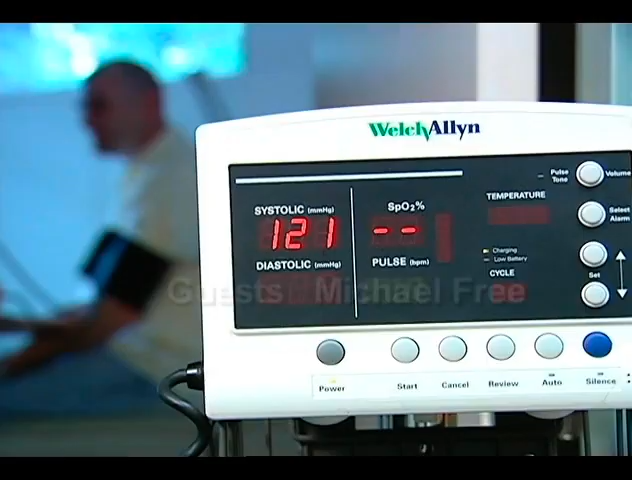 WelchAllyn
Pulse Tone
Volume
TEMPERATURE
SYSTOLIC (mmHg)
SpO2%
Select Alarm
121
--
Charging
Low Battery
DIASTOLIC (mmHg)
PULSE (bpm)
CYCLE
Set
Guests Michael Free
Power
Start
Cancel
Review
Auto
Silence